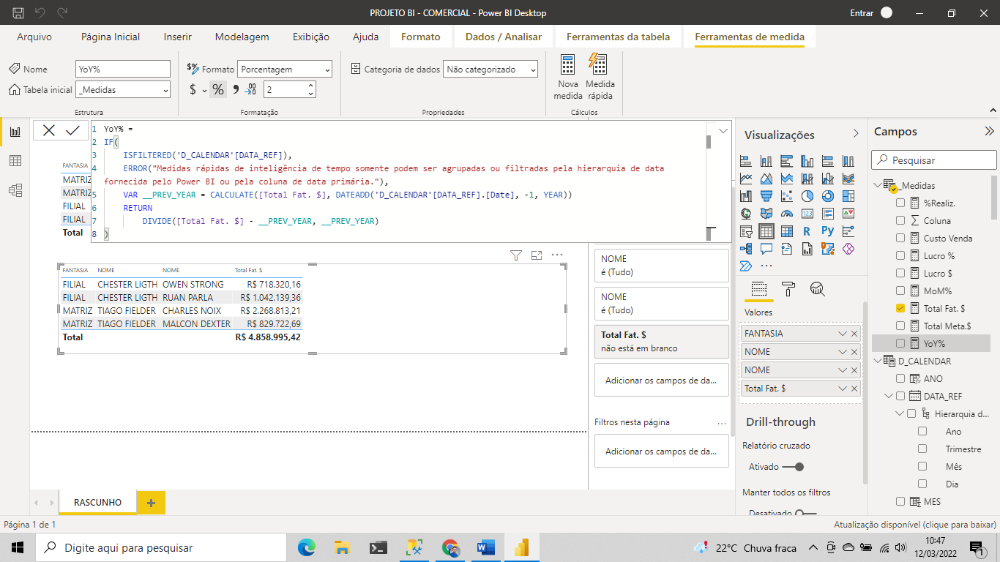 PROJETO BI - COMERCIAL - Power BI Desktop
Entrar
Arquivo
Página Inicial
Inserir
Modelagem
Exibição
Ajuda
Formato
Dados / Analisar
Ferramentas da tabela
Ferramentas de medida
Nome
YoY%
Formato
Porcentagem
Categoria de dados
Não categorizado
Tabela inicial
_Medidas
$
%
2
Nova medida
Medida rápida
Estrutura
Formatação
Propriedades
Cálculos
1 YoY% =
2 IF(
3 ISFILTERED('D_CALENDAR'[DATA_REF]),
4 ERROR("Medidas rápidas de inteligência de tempo somente podem ser agrupadas ou filtradas pela hierarquia de data
fornecida pelo Power BI ou pela coluna de data primária."),
5 VAR __PREV_YEAR = CALCULATE([Total Fat. $], DATEADD('D_CALENDAR'[DATA_REF].[Date], -1, YEAR))
6 RETURN
7 DIVIDE([Total Fat. $] - __PREV_YEAR, __PREV_YEAR)
8 )
FANTASIA
MATRIZ
MATRIZ
FILIAL
FILIAL
Total
FANTASIA NOME NOME Total Fat. $
FILIAL CHESTER LIGTH OWEN STRONG R$ 718.320,16
FILIAL CHESTER LIGTH RUAN PARLA R$ 1.042.139,36
MATRIZ TIAGO FIELDER CHARLES NOIX R$ 2.268.813,21
MATRIZ TIAGO FIELDER MALCON DEXTER R$ 829.722,69
Total R$ 4.858.995,42
NOME
é (Tudo)
NOME
é (Tudo)
Total Fat. $
não está em branco
Adicionar os campos de da...
Filtros nesta página
...
Adicionar os campos de da...
Visualizações
123
R
Py
...
Valores
FANTASIA
NOME
NOME
Total Fat. $
Drill-through
Relatório cruzado
Ativado
Manter todos os filtros
Desativado
Campos
Pesquisar
_Medidas
%Realiz.
Coluna
Custo Venda
Lucro %
Lucro $
MoM%
Total Fat. $
Total Meta.$
YoY%
D_CALENDAR
ANO
DATA_REF
Hierarquia d...
Ano
Trimestre
Mês
Dia
MES
RASCUNHO
+
Página 1 de 1
Atualização disponível (clique para baixar)
Digite aqui para pesquisar
22°C Chuva fraca
10:47
12/03/2022
1